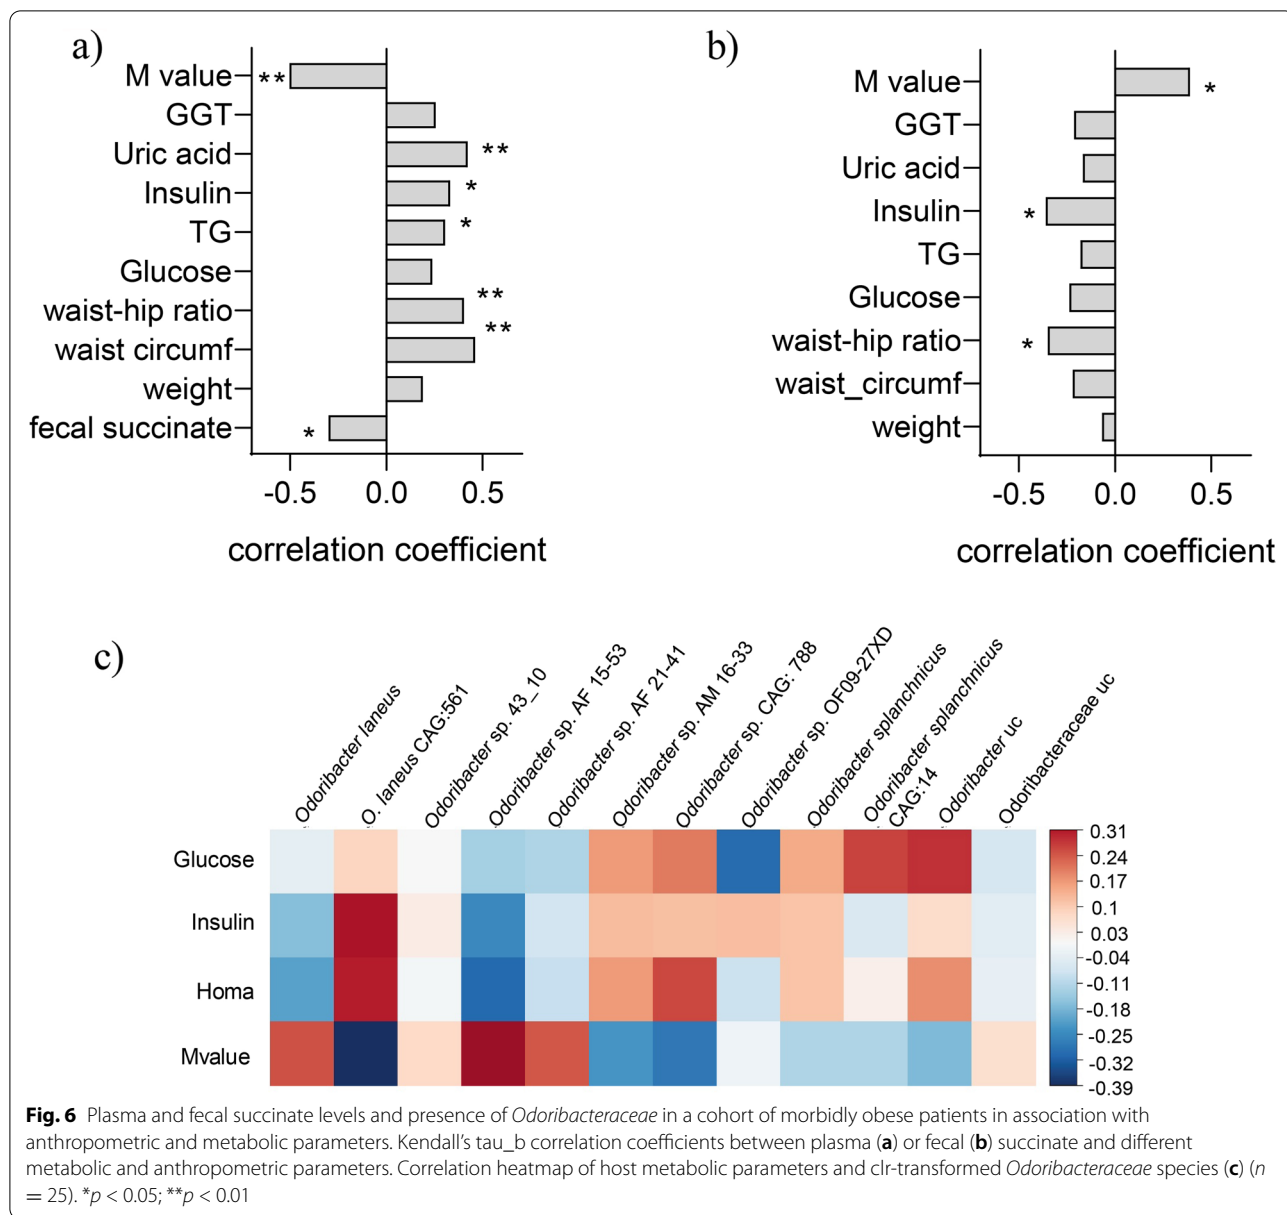 a)
M value
**
GGT
Uric acid
**
Insulin
*
TG
*
Glucose
waist-hip ratio
**
waist circumf
**
weight
fecal succinate
*
-0.5 0.0 0.5
correlation coefficient
b)
M value
*
GGT
Uric acid
Insulin
*
TG
Glucose
waist-hip ratio
*
waist_circumf
weight
-0.5 0.0 0.5
correlation coefficient
c)
Odoribacter laneus
O. laneus CAG:561
Odoribacter sp. 43_10
Odoribacter sp. AF 15-53
Odoribacter sp. AF 21-41
Odoribacter sp. AM 16-33
Odoribacter sp. CAG: 788
Odoribacter sp. OF09-27XD
Odoribacter splanchnicus
Odoribacter splanchnicus
CAG:14
Odoribacter uc
Odoribacteraceae uc
Glucose
Insulin
Homa
Mvalue
0.31
0.24
0.17
0.1
0.03
-0.04
-0.11
-0.18
-0.25
-0.32
-0.39
Fig. 6 Plasma and fecal succinate levels and presence of Odoribacteraceae in a cohort of morbidly obese patients in association with
anthropometric and metabolic parameters. Kendall's tau_b correlation coefficients between plasma (a) or fecal (b) succinate and different
metabolic and anthropometric parameters. Correlation heatmap of host metabolic parameters and clr-transformed Odoribacteraceae species (c) (n
= 25). *p < 0.05; **p < 0.01